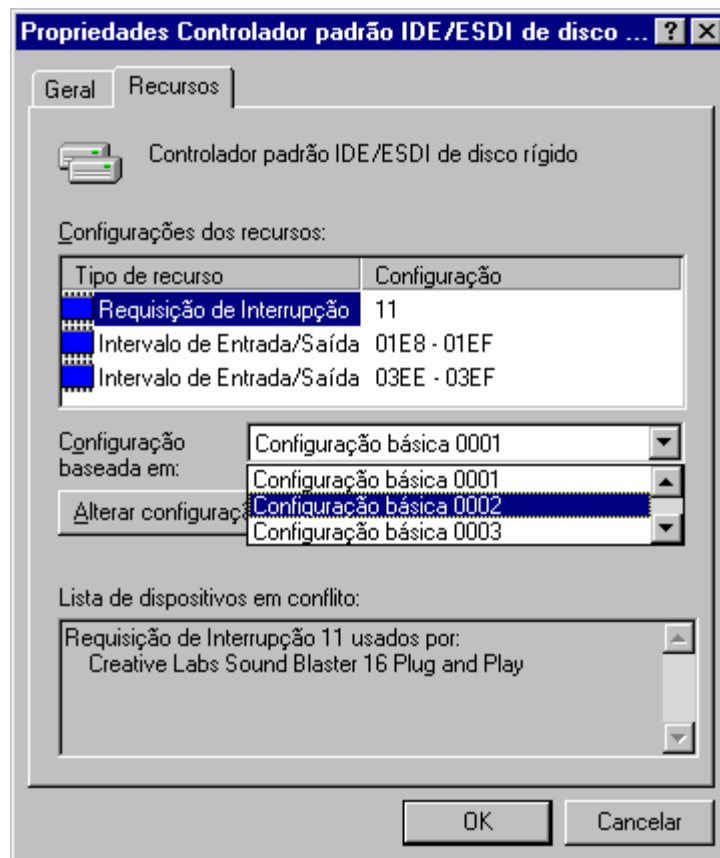 Propriedades Controlador padrão IDE/ESDI de disco ...
Geral
Recursos
Controlador padrão IDE/ESDI de disco rígido
Configurações dos recursos:
Tipo de recurso Configuração
Requisição de Interrupção 11
Intervalo de Entrada/Saída 01E8 - 01EF
Intervalo de Entrada/Saída 03EE - 03EF
Configuração baseada em:
Configuração básica 0001
Configuração básica 0001
Configuração básica 0002
Configuração básica 0003
Alterar configuraçã
Lista de dispositivos em conflito:
Requisição de Interrupção 11 usados por:
Creative Labs Sound Blaster 16 Plug and Play
OK
Cancelar